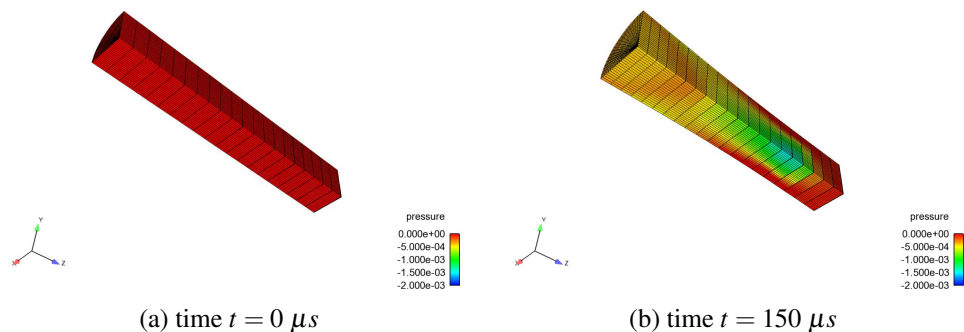 Y
X
Z
pressure
0.000e+00
-5.000e-04
-1.000e-03
-1.500e-03
-2.000e-03
(a) time t = 0 μs
Y
X
Z
pressure
0.000e+00
-5.000e-04
-1.000e-03
-1.500e-03
-2.000e-03
(b) time t = 150 μs